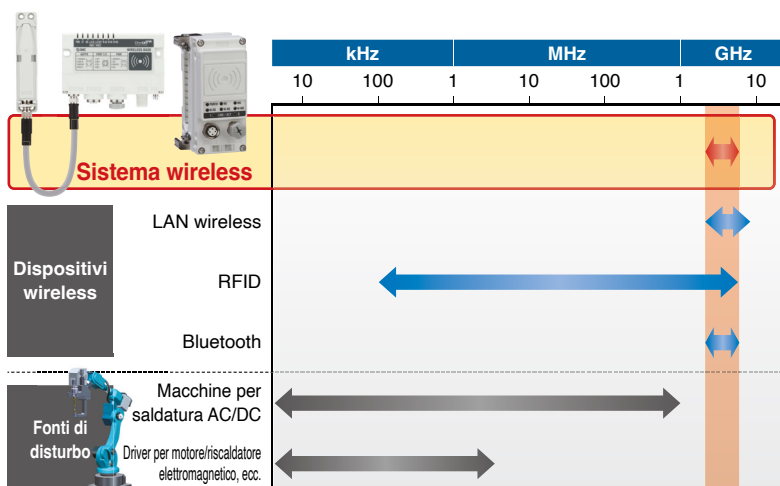 kHz MHz GHz
10 100 1 10 100 1 10
Sistema wireless
Dispositivi
wireless
LAN wireless
RFID
Bluetooth
Fonti di
disturbo
Macchine per
saldatura AC/DC
Driver per motore/riscaldatore
elettromagnetico, ecc.